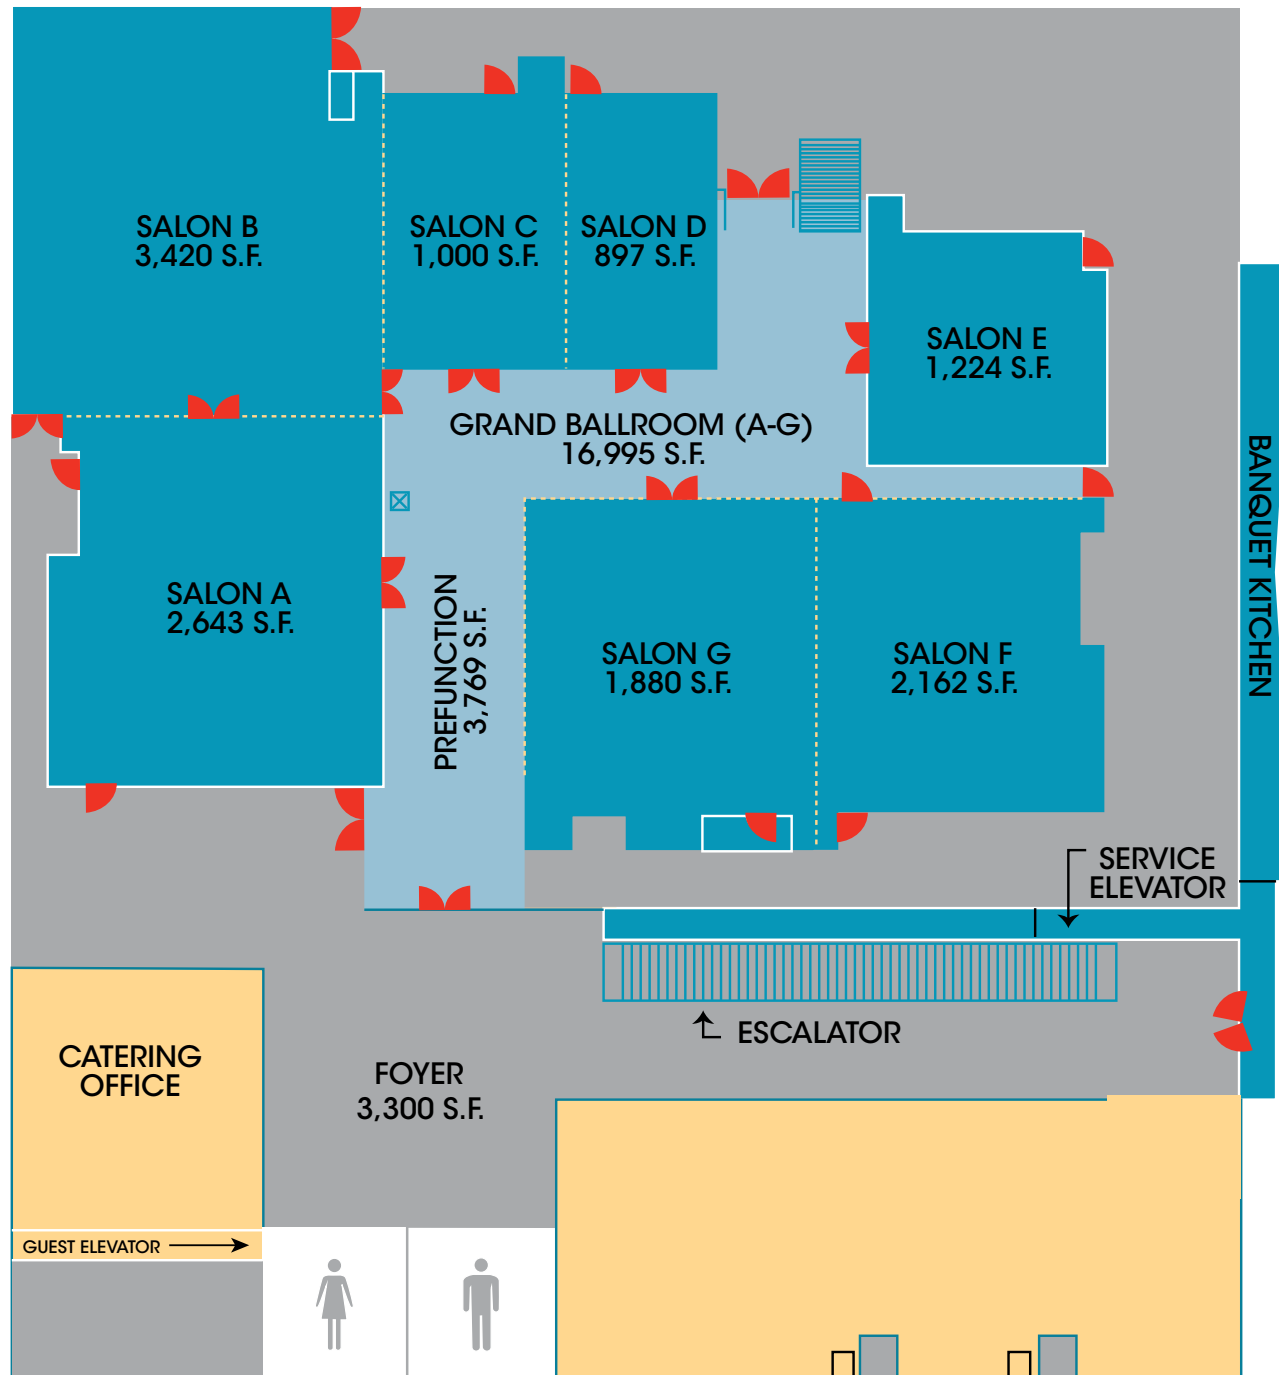 SALON B
3,420 S.F.
SALON C
1,000 S.F.
SALON D
897 S.F.
SALON E
1,224 S.F.
GRAND BALLROOM (A-G)
16,995 S.F.
BANQUET KITCHEN
SALON A
2,643 S.F.
PREFUNCTION
3,769 S.F.
SALON G
1,880 S.F.
SALON F
2,162 S.F.
SERVICE
ELEVATOR
ESCALATOR
CATERING
OFFICE
FOYER
3,300 S.F.
GUEST ELEVATOR